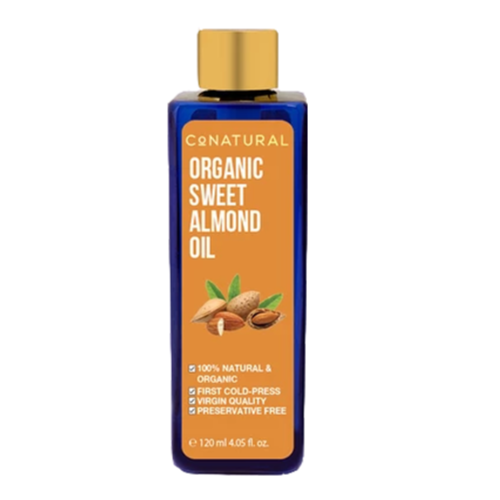 CoNATURAL
ORGANIC
SWEET
ALMOND
OIL
100% NATURAL &
ORGANIC
FIRST COLD-PRESS
VIRGIN QUALITY
PRESERVATIVE FREE
℮ 120 ml 4.05 fl. oz.